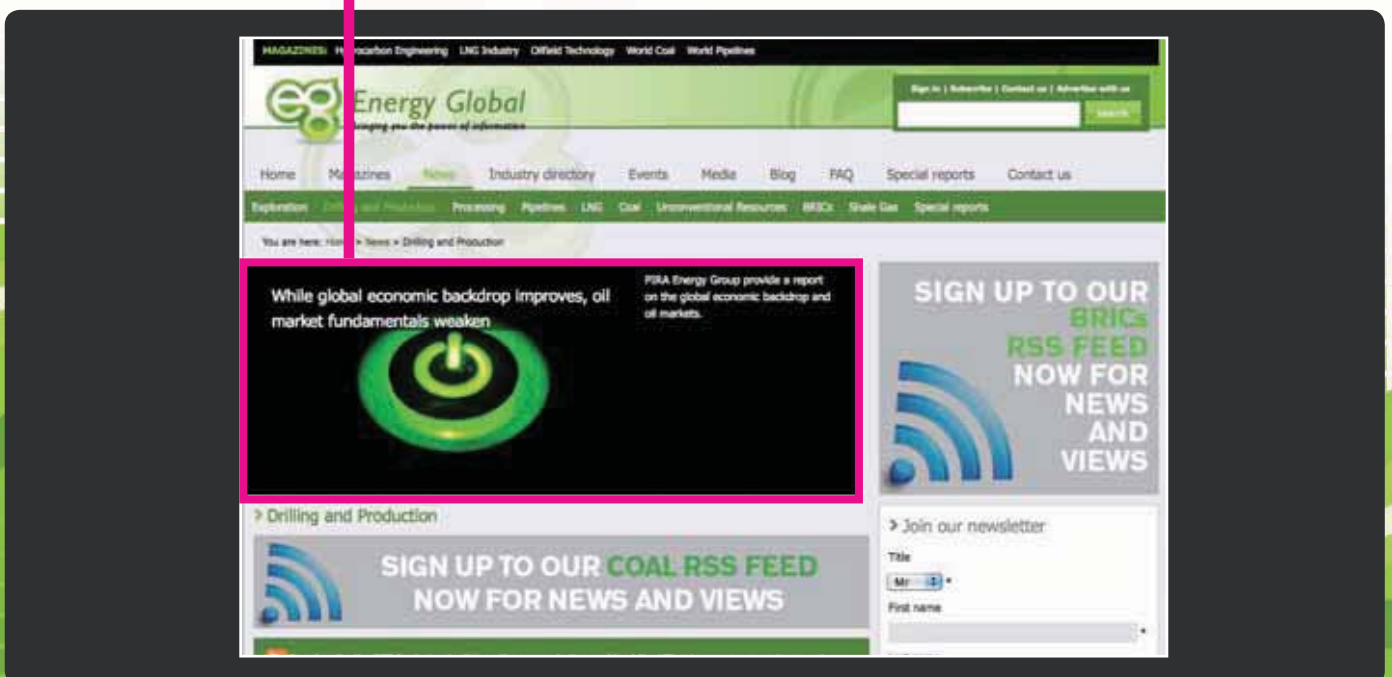 MAGAZINES: Hydrocarbon Engineering LNG Industry Oilfield Technology World Coal World Pipelines
eg Energy Global
bringing you the power of information
Sign in | Subscribe | Contact us | Advertise with us
Search
Home Magazines News Industry directory Events Media Blog FAQ Special reports Contact us
Exploration Drilling and Production Processing Pipelines LNG Coal Unconventional Resources BRICs Shale Gas Special reports
You are here: Home > News > Drilling and Production
While global economic backdrop improves, oil
market fundamentals weaken
PIRA Energy Group provide a report
on the global economic backdrop and
oil markets.
SIGN UP TO OUR
BRICs
RSS FEED
NOW FOR
NEWS
AND
VIEWS
> Drilling and Production
SIGN UP TO OUR COAL RSS FEED
NOW FOR NEWS AND VIEWS
> Join our newsletter
Title
Mr *
First name
*